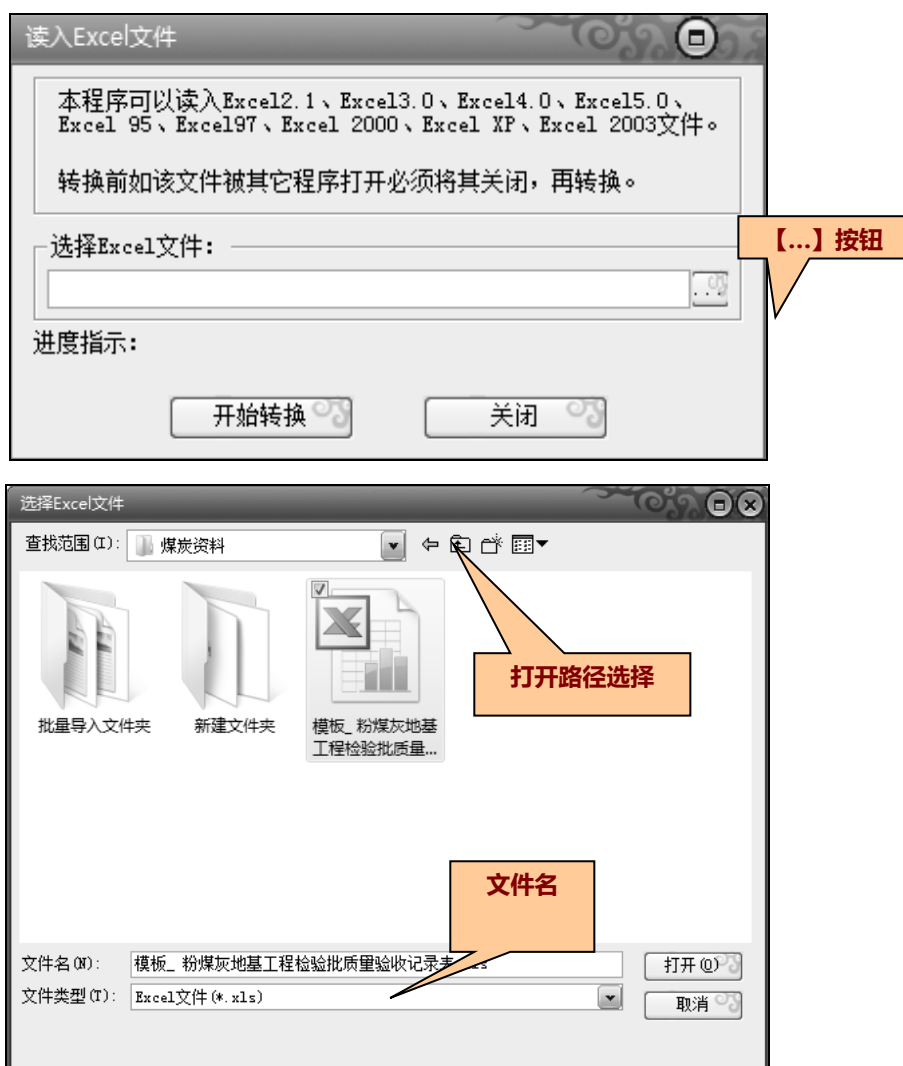 读入Excel文件
本程序可以读入Excel2.1、Excel3.0、Excel4.0、Excel5.0、
Excel 95、Excel97、Excel 2000、Excel XP、Excel 2003文件。
转换前如该文件被其它程序打开必须将其关闭，再转换。
【…】按钮
选择Excel文件:
...
进度指示:
开始转换
关闭
选择Excel文件
查找范围(I):
煤炭资料
打开路径选择
批量导入文件夹
新建文件夹
模板_ 粉煤灰地基
工程检验批质量...
文件名
文件名(N):
模板_ 粉煤灰地基工程检验批质量验收记录表
打开(O)
文件类型(T):
Excel文件(*.xls)
取消